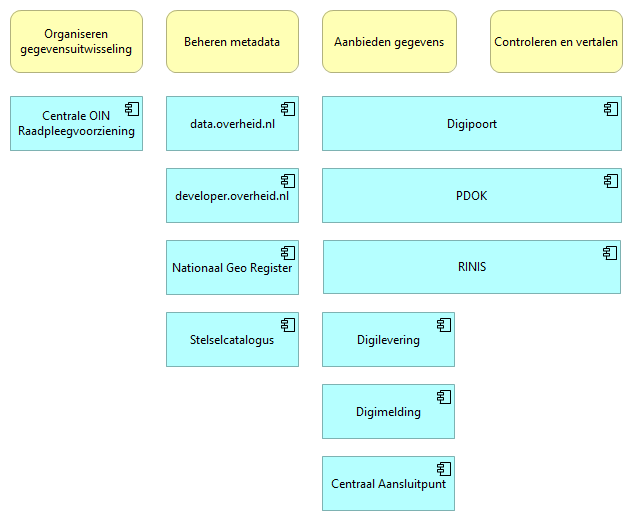 Organiseren
gegevensuitwisseling
Beheren metadata
Aanbieden gegevens
Controleren en vertalen
Centrale OIN
Raadpleegvoorziening
data.overheid.nl
Digipoort
developer.overheid.nl
PDOK
Nationaal Geo Register
RINIS
Stelselcatalogus
Digilevering
Digimelding
Centraal Aansluitpunt